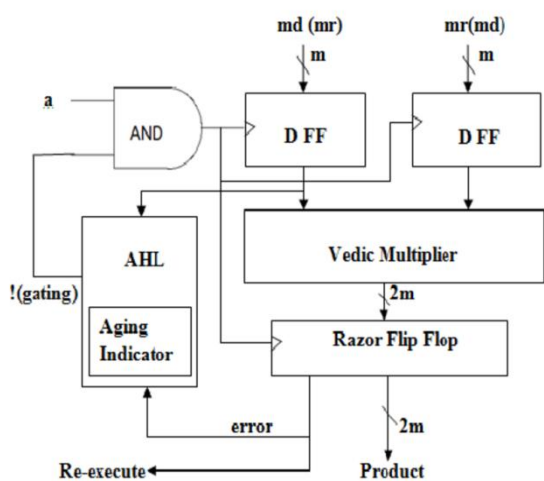 md (mr)
mr(md)
m
m
a
AND
D FF
D FF
AHL
Vedic Multiplier
!(gating)
2m
Aging
Indicator
Razor Flip Flop
error
2m
Re-execute
Product